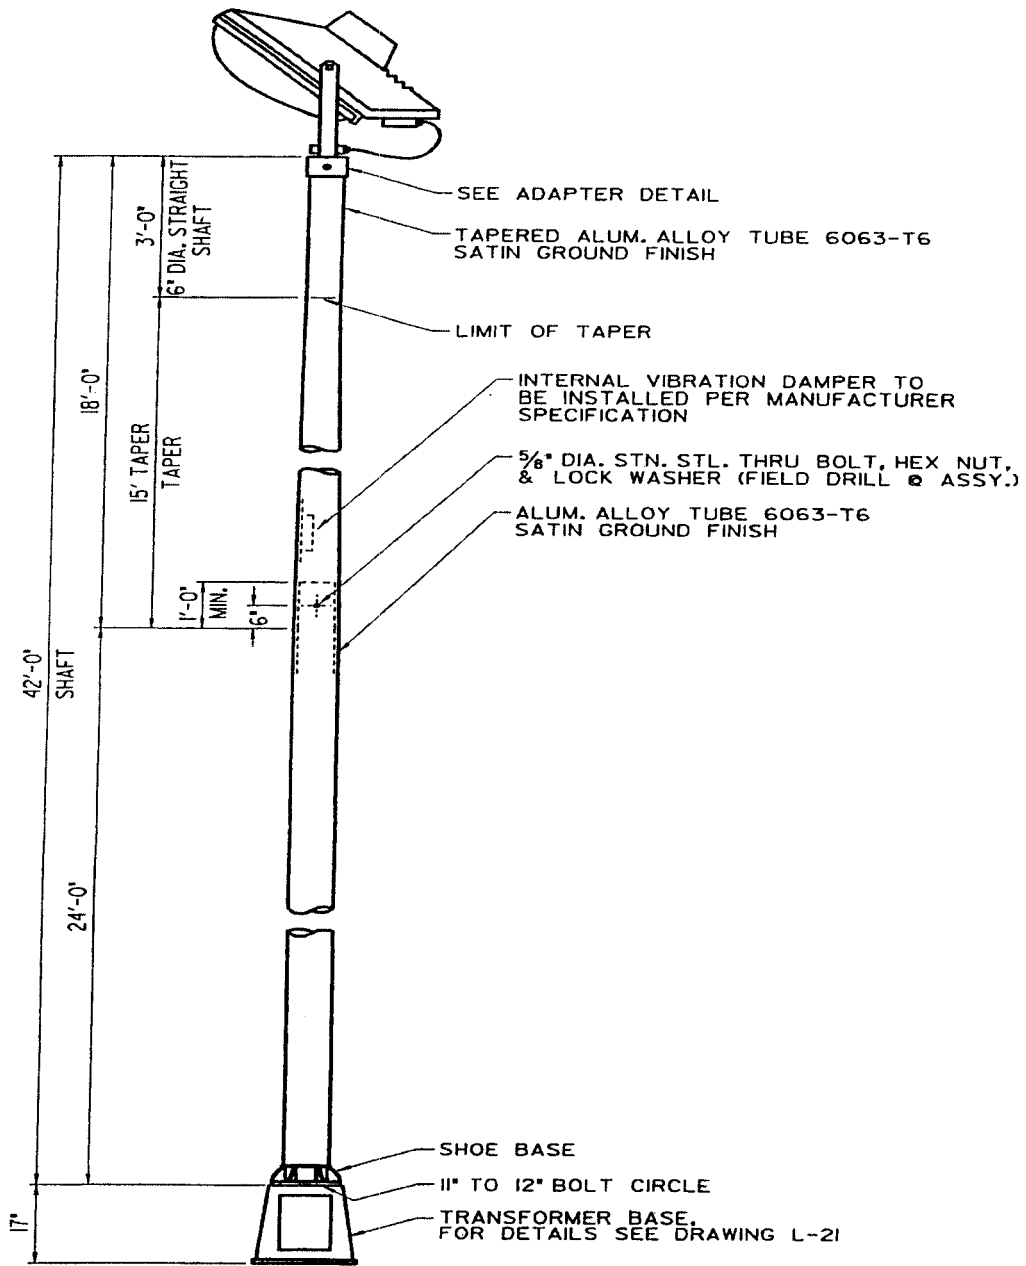 SEE ADAPTER DETAIL
TAPERED ALUM. ALLOY TUBE 6063-T6
SATIN GROUND FINISH
LIMIT OF TAPER
INTERNAL VIBRATION DAMPER TO
BE INSTALLED PER MANUFACTURER
SPECIFICATION
5/8" DIA. STN. STL. THRU BOLT, HEX NUT,
& LOCK WASHER (FIELD DRILL @ ASSY.)
ALUM. ALLOY TUBE 6063-T6
SATIN GROUND FINISH
SHOE BASE
11" TO 12" BOLT CIRCLE
TRANSFORMER BASE.
FOR DETAILS SEE DRAWING L-21
42'-0"
SHAFT
18'-0"
24'-0"
3'-0"
6" DIA. STRAIGHT
SHAFT
15' TAPER
TAPER
1'-0"
MIN.
6"
17"